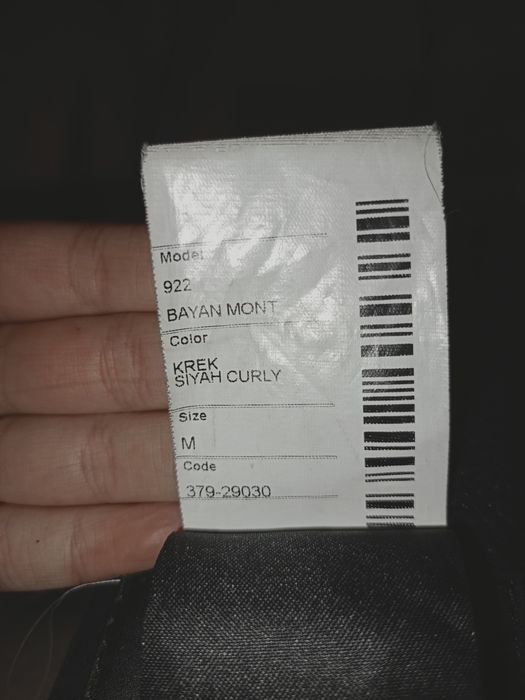 Model
922
BAYAN MONT
Color
KREK
SIYAH CURLY
Size
M
Code
379-29030